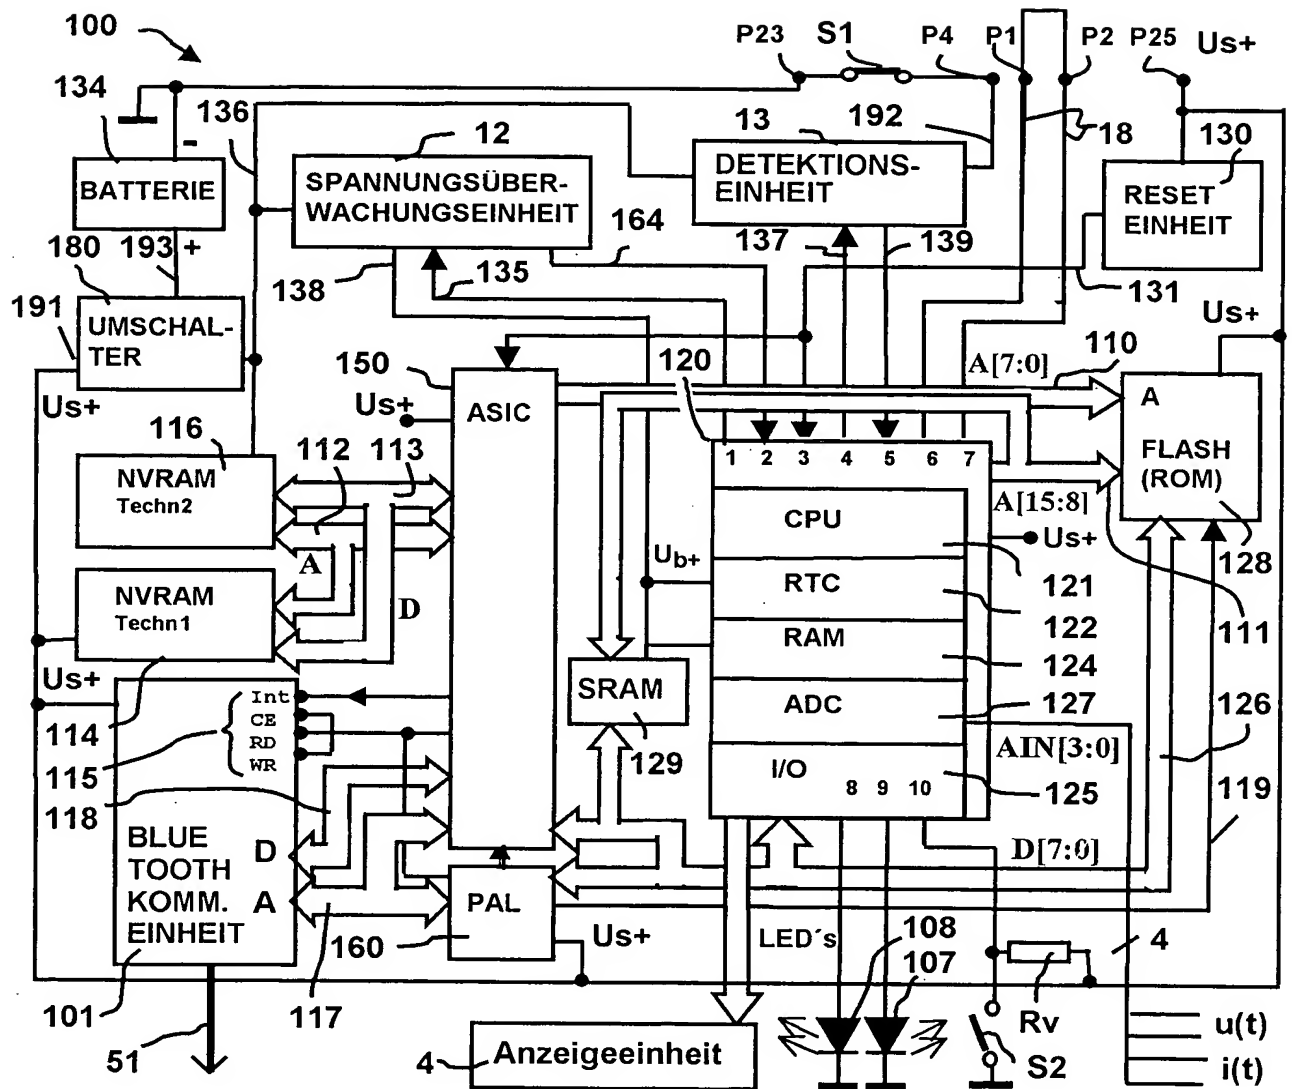 100
P23
S1
P4
P1
P2
P25
Us+
134
136
-
12
13
192
18
130
BATTERIE
SPANNUNGSÜBER-
WACHUNGSEINHEIT
DETEKTIONS-
EINHEIT
RESET
EINHEIT
193
+
180
164
137
139
138
135
131
191
UMSCHAL-
TER
Us+
150
120
A[7:0]
110
Us+
Us+
ASIC
A
116
112
113
1
2
3
4
5
6
7
FLASH
(ROM)
NVRAM
Techn2
CPU
A[15:8]
Us+
A
Ub+
128
121
NVRAM
Techn1
D
RTC
122
111
RAM
124
Us+
SRAM
ADC
127
126
Int
CE
RD
WR
114
115
129
AIN[3:0]
I/O
125
119
118
8
9
10
BLUE
TOOTH
KOMM.
EINHEIT
D
A
D[7:0]
PAL
160
Us+
LED´s
108
107
4
101
117
Rv
u(t)
51
4
Anzeigeeinheit
S2
i(t)